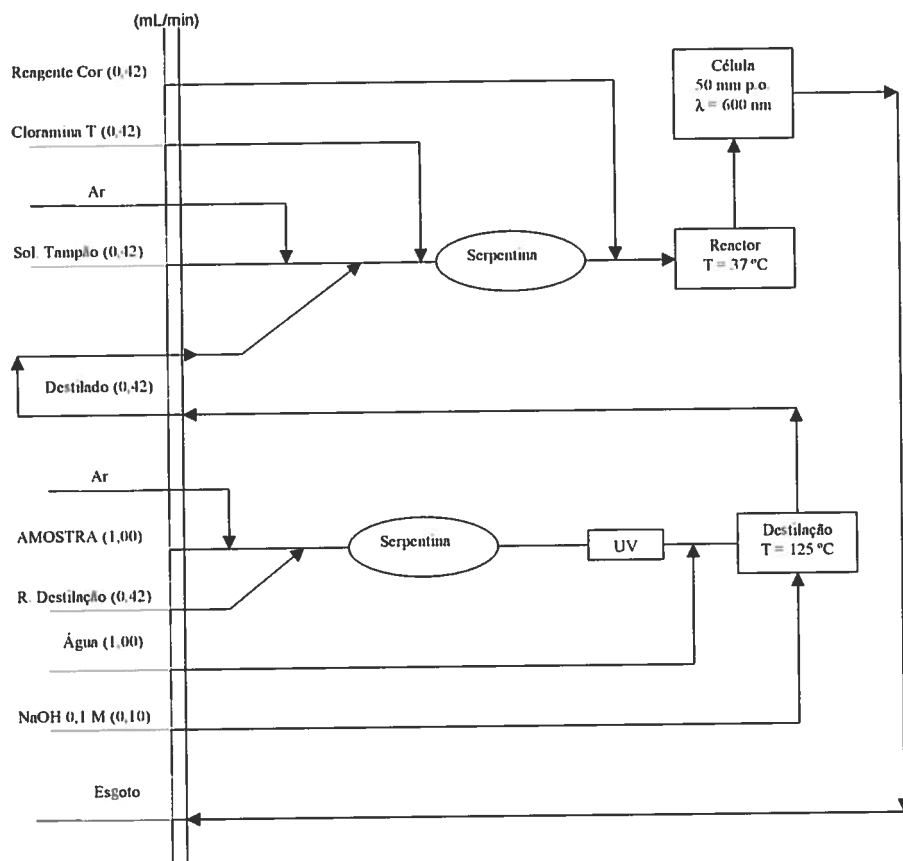 (mL/min)
Reagente Cor (0,42)
Célula
50 mm p.o.
λ = 600 nm
Cloramina T (0,42)
Ar
Sol. Tampão (0,42)
Serpentina
Reactor
T = 37 ºC
Destilado (0,42)
Ar
AMOSTRA (1,00)
Serpentina
UV
Destilação
T = 125 ºC
R. Destilação (0,42)
Água (1,00)
NaOH 0,1 M (0,10)
Esgoto